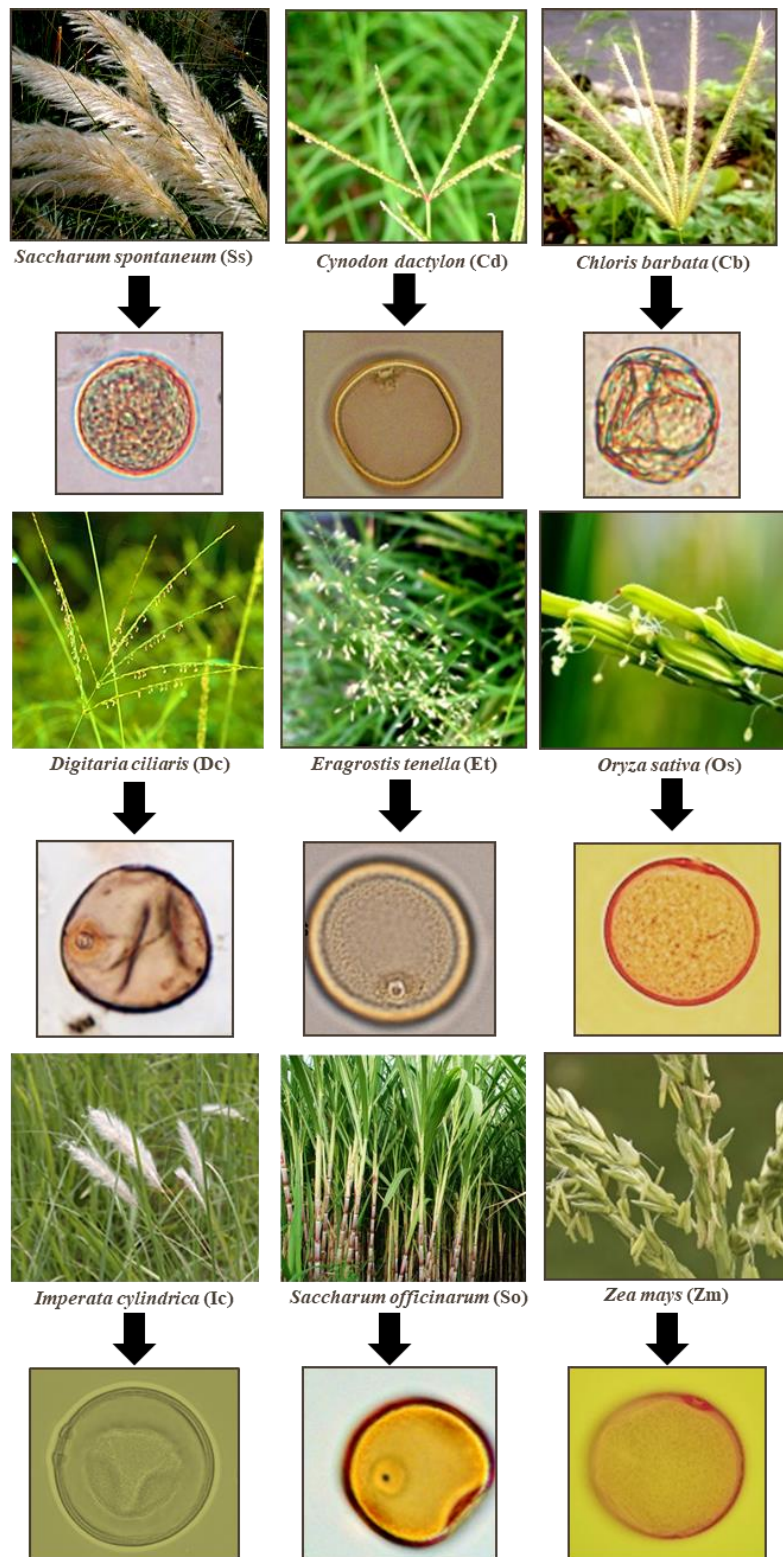 Saccharum spontaneum (Ss)
Cynodon dactylon (Cd)
Chloris barbata (Cb)
Digitaria ciliaris (Dc)
Eragrostis tenella (Et)
Oryza sativa (Os)
Imperata cylindrica (Ic)
Saccharum officinarum (So)
Zea mays (Zm)